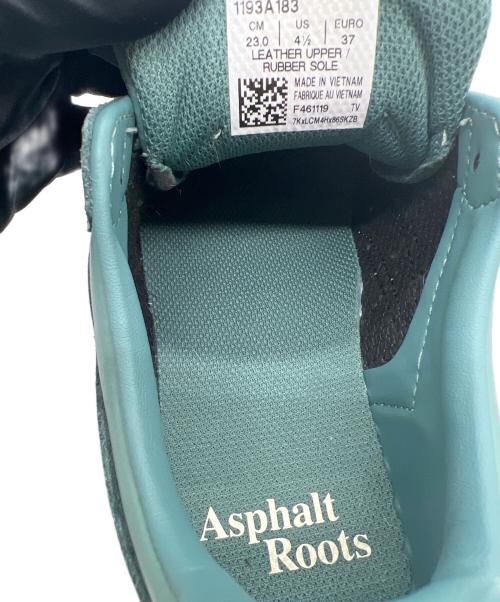 1193A183
CM US EURO
23.0 4½ 37
LEATHER UPPER /
RUBBER SOLE
MADE IN VIETNAM
FABRIQUE AU VIETNAM
F461119 TV
7KxLCM4Hx86SKZB
Asphalt
Roots